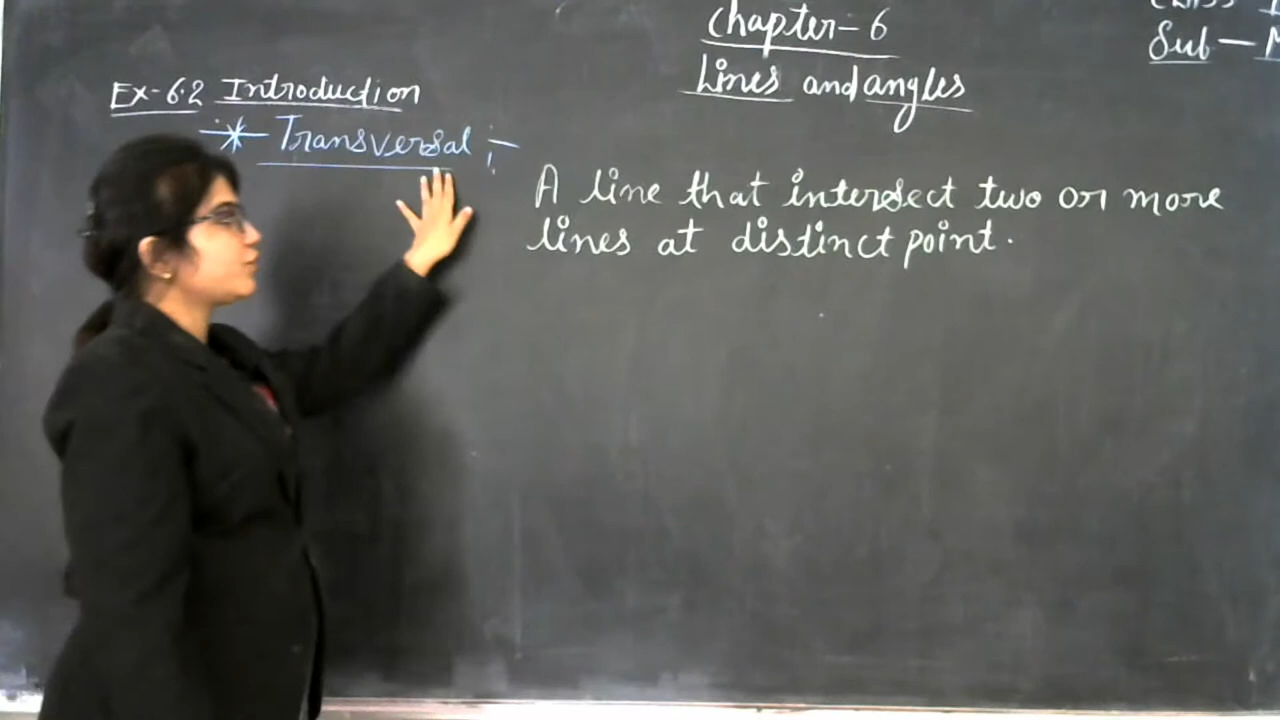 Chapter-6
Lines and angles
Sub—
Ex-6.2 Introduction
* Transversal :-
A line that intersect two or more
lines at distinct point.